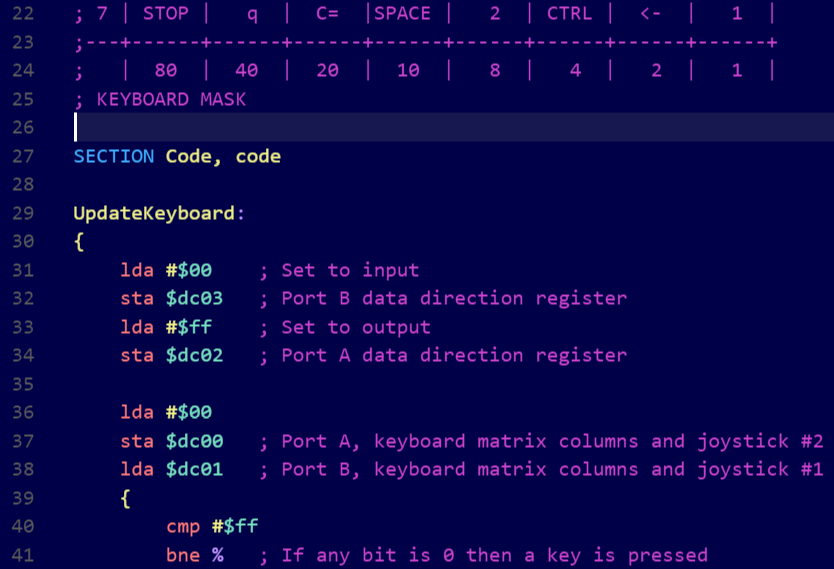 22 ; 7 | STOP | q | C= |SPACE | 2 | CTRL | <- | 1 |
23 ;---+------+------+------+------+------+------+------+------+
24 ; | 80 | 40 | 20 | 10 | 8 | 4 | 2 | 1 |
25 ; KEYBOARD MASK
26
27 SECTION Code, code
28
29 UpdateKeyboard:
30 {
31 lda #$00 ; Set to input
32 sta $dc03 ; Port B data direction register
33 lda #$ff ; Set to output
34 sta $dc02 ; Port A data direction register
35
36 lda #$00
37 sta $dc00 ; Port A, keyboard matrix columns and joystick #2
38 lda $dc01 ; Port B, keyboard matrix columns and joystick #1
39 {
40 cmp #$ff
41 bne % ; If any bit is 0 then a key is pressed